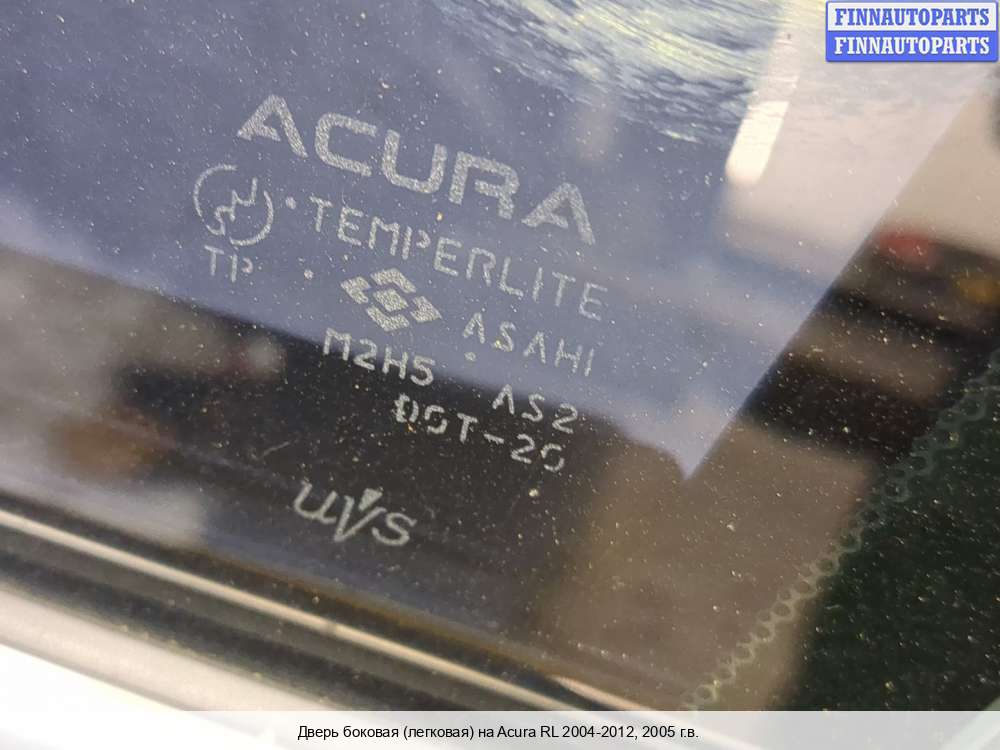 FINNAUTOPARTS
FINNAUTOPARTS
ACURA
TEMPERLITE
TP
ASAHI
M2H5 AS2
DOT-20
uvs
Дверь боковая (легковая) на Acura RL 2004-2012, 2005 г.в.